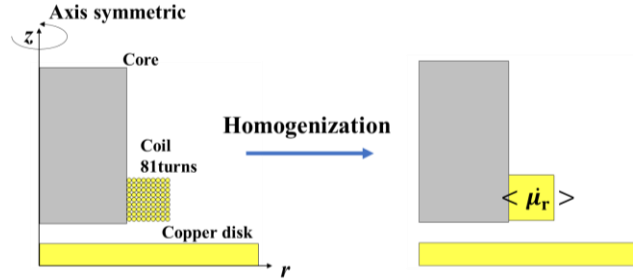 Axis symmetric
z
Core
Homogenization
Coil
81turns
< μ̇r >
Copper disk
r